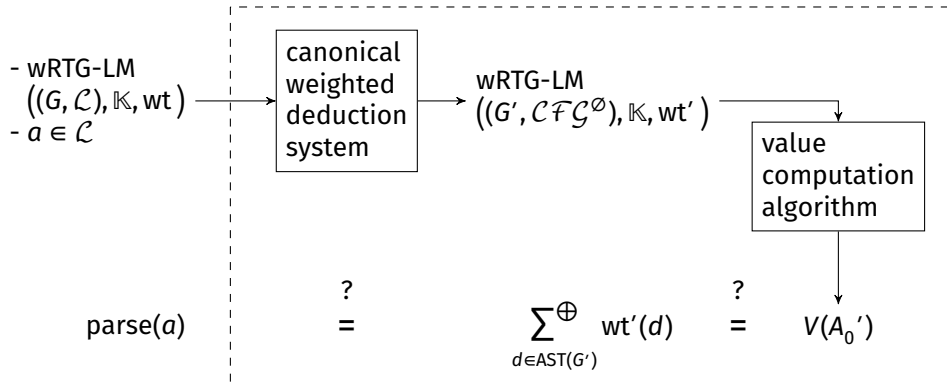 - wRTG-LM
((G, ℒ), 𝕂, wt)
- a ∈ ℒ
canonical
weighted
deduction
system
wRTG-LM
((G′, 𝒞ℱ𝒢^∅), 𝕂, wt′)
value
computation
algorithm
? ?
parse(a) = ∑^⊕ wt′(d) = V(A₀′)
d∈AST(G′)